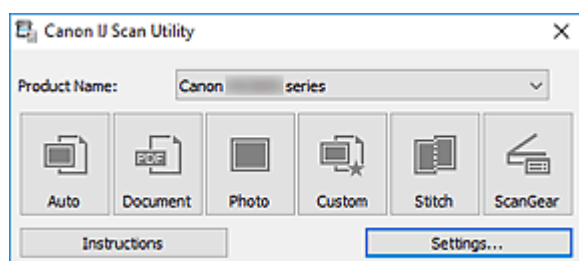 Canon IJ Scan Utility
Product Name: Canon series
PDF
Auto Document Photo Custom Stitch ScanGear
Instructions Settings...